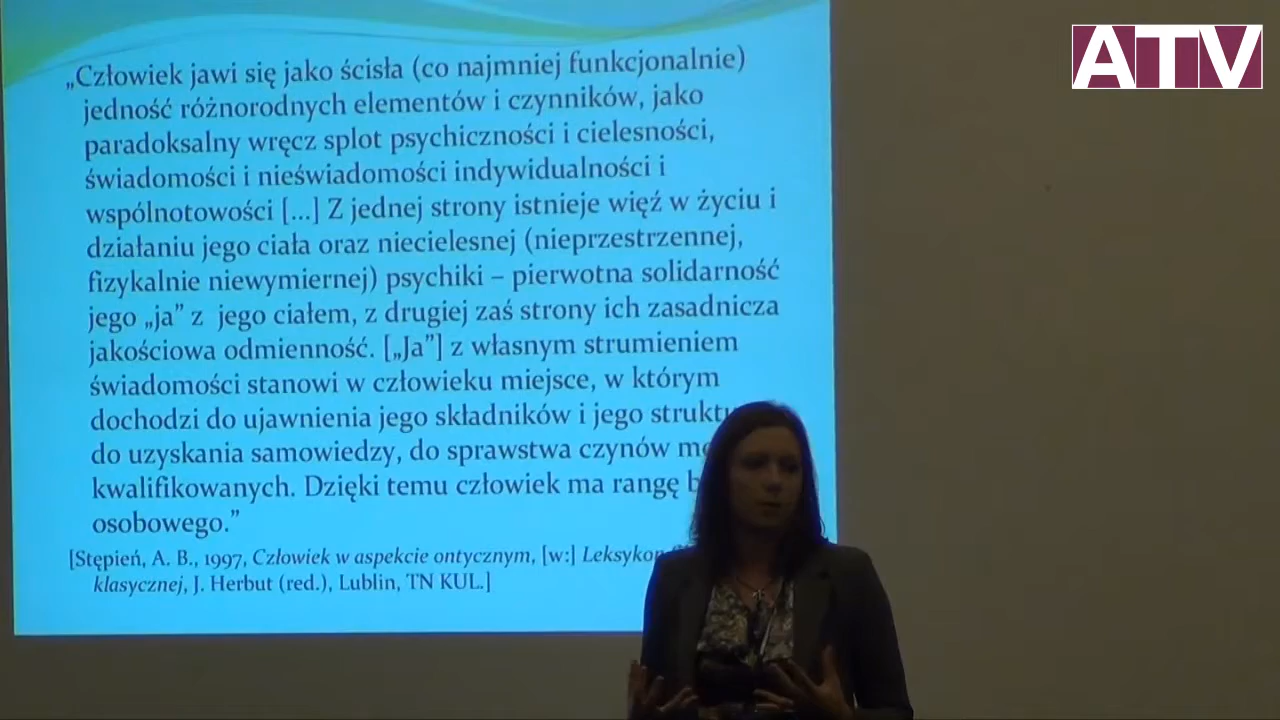 ATV
„Człowiek jawi się jako ścisła (co najmniej funkcjonalnie)
jedność różnorodnych elementów i czynników, jako
paradoksalny wręcz splot psychiczności i cielesności,
świadomości i nieświadomości indywidualności i
wspólnotowości [...] Z jednej strony istnieje więź w życiu i
działaniu jego ciała oraz niecielesnej (nieprzestrzennej,
fizykalnie niewymiernej) psychiki – pierwotna solidarność
jego „ja” z jego ciałem, z drugiej zaś strony ich zasadnicza
jakościowa odmienność. [„Ja”] z własnym strumieniem
świadomości stanowi w człowieku miejsce, w którym
dochodzi do ujawnienia jego składników i jego
do uzyskania samowiedzy, do sprawstwa czynów
kwalifikowanych. Dzięki temu człowiek ma rangę
osobowego.”
[Stępień, A. B., 1997, Człowiek w aspekcie ontycznym, [w:] Leksykon
klasycznej, J. Herbut (red.), Lublin, TN KUL.]